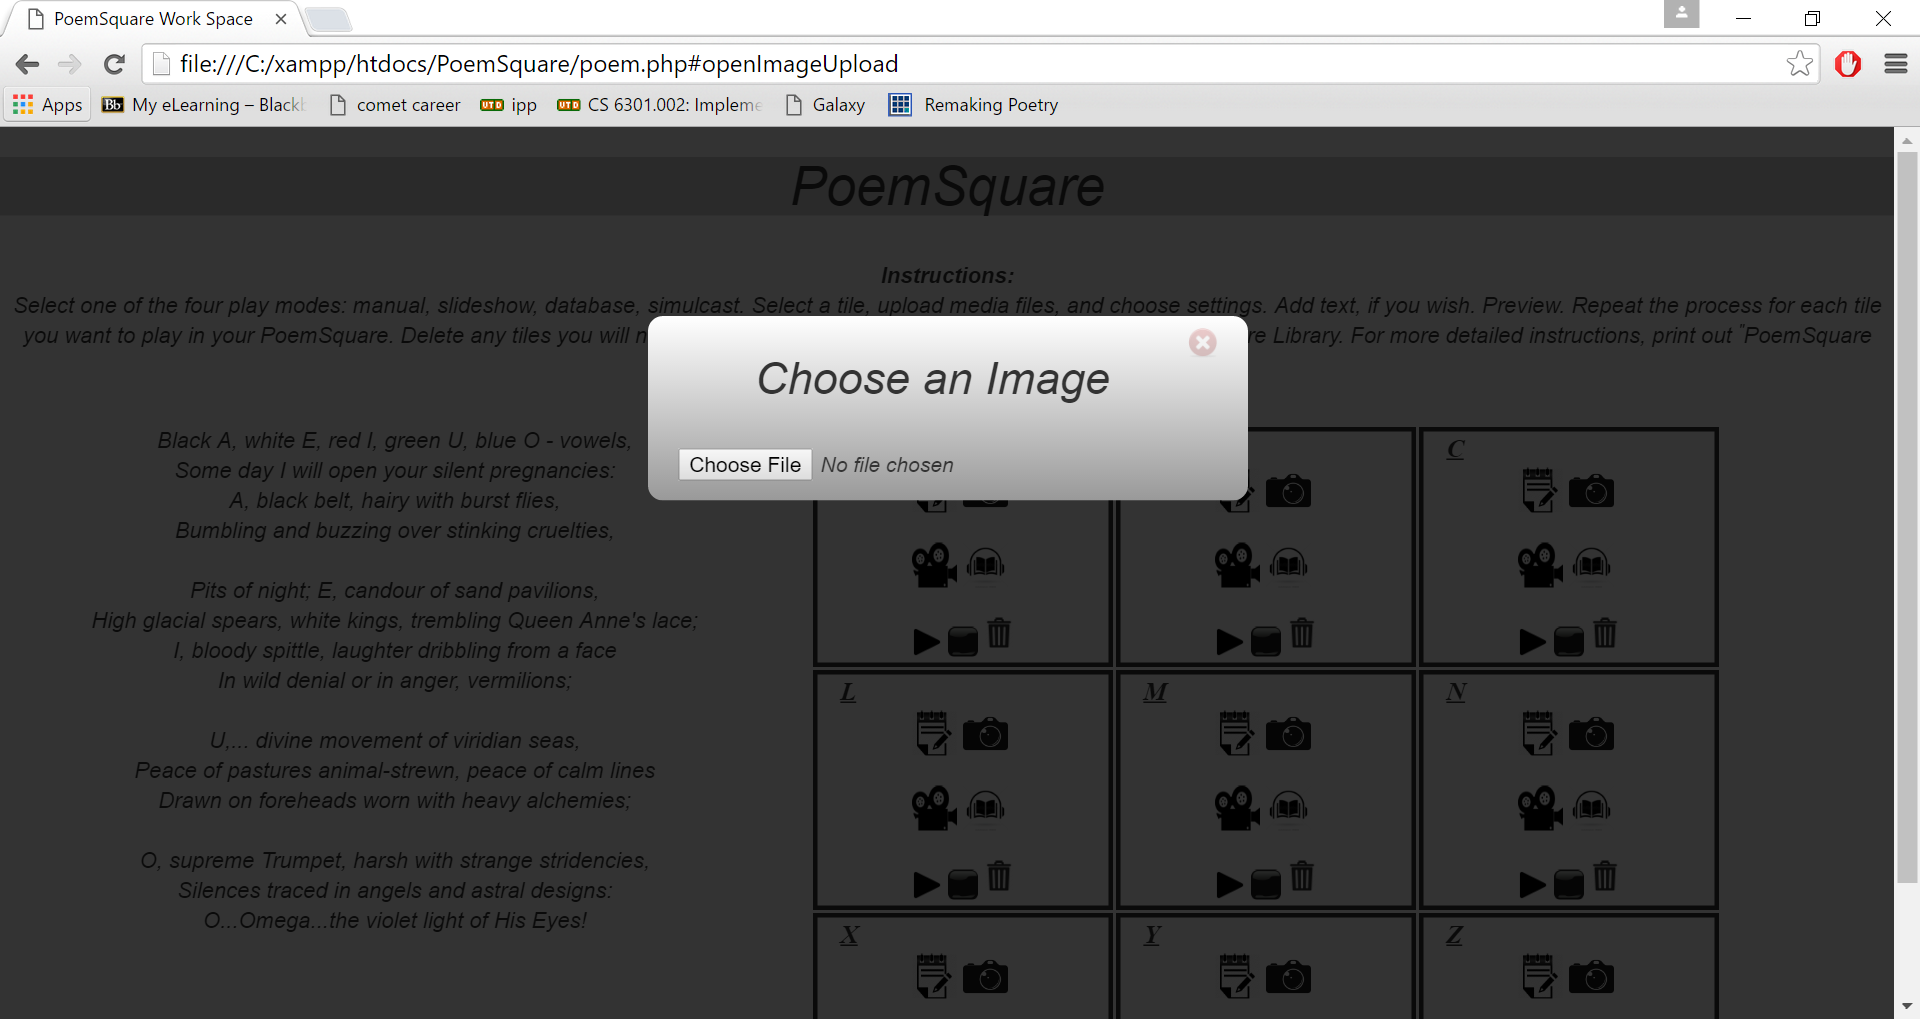 PoemSquare Work Space
file:///C:/xampp/htdocs/PoemSquare/poem.php#openImageUpload
Apps
Bb My eLearning – Black
comet career
UTD ipp
UTD CS 6301.002: Implem
Galaxy
Remaking Poetry
PoemSquare
Instructions:
Select one of the four play modes: manual, slideshow, database, simulcast. Select a tile, upload media files, and choose settings. Add text, if you wish. Preview. Repeat the process for each tile
you want to play in your PoemSquare. Delete any tiles you will n re Library. For more detailed instructions, print out "PoemSquare
Choose an Image
Choose File No file chosen
Black A, white E, red I, green U, blue O - vowels,
Some day I will open your silent pregnancies:
A, black belt, hairy with burst flies,
Bumbling and buzzing over stinking cruelties,
Pits of night; E, candour of sand pavilions,
High glacial spears, white kings, trembling Queen Anne's lace;
I, bloody spittle, laughter dribbling from a face
In wild denial or in anger, vermilions;
U,... divine movement of viridian seas,
Peace of pastures animal-strewn, peace of calm lines
Drawn on foreheads worn with heavy alchemies;
O, supreme Trumpet, harsh with strange stridencies,
Silences traced in angels and astral designs:
O...Omega...the violet light of His Eyes!
C
L
M
N
X
Y
Z